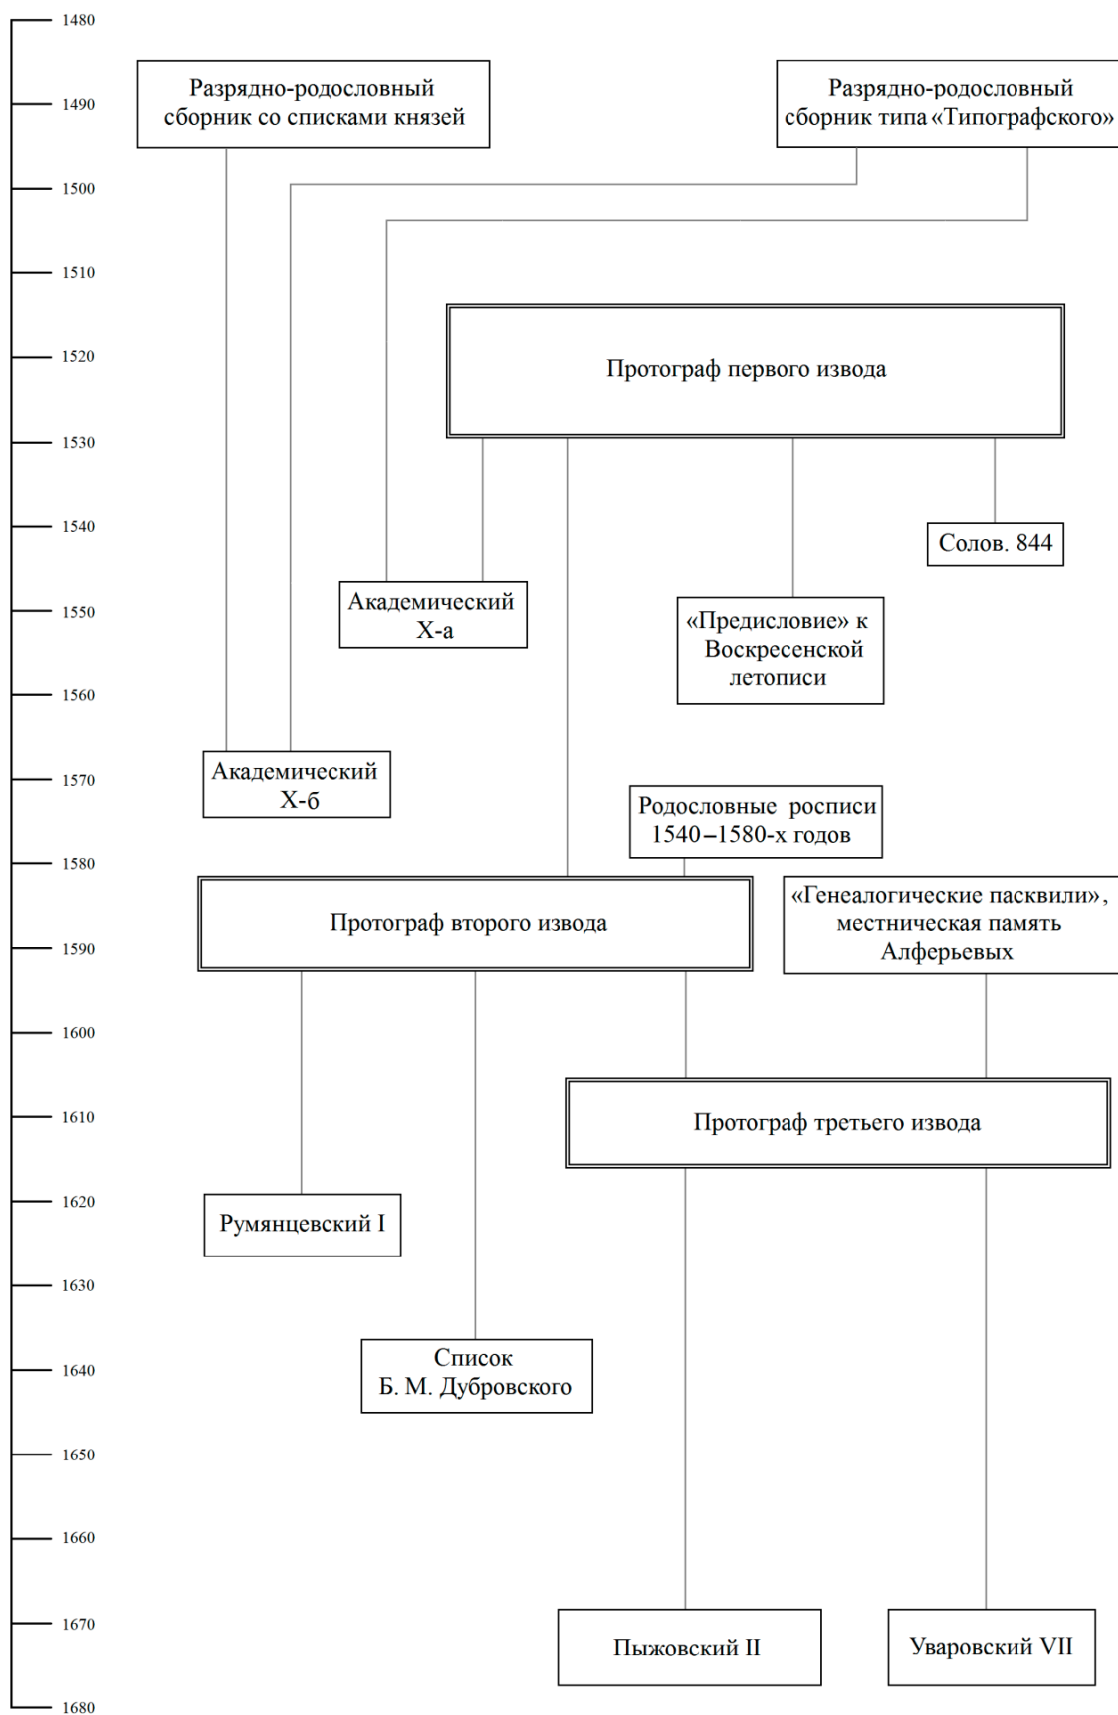 1480
1490
1500
1510
1520
1530
1540
1550
1560
1570
1580
1590
1600
1610
1620
1630
1640
1650
1660
1670
1680
Разрядно-родословный
сборник со списками князей
Разрядно-родословный
сборник типа «Типографского»
Протограф первого извода
Солов. 844
Академический
X-а
«Предисловие» к
Воскресенской
летописи
Академический
X-б
Родословные росписи
1540–1580-х годов
Протограф второго извода
«Генеалогические пасквили»,
местническая память
Алферьевых
Протограф третьего извода
Румянцевский I
Список
Б. М. Дубровского
Пыжовский II
Уваровский VII